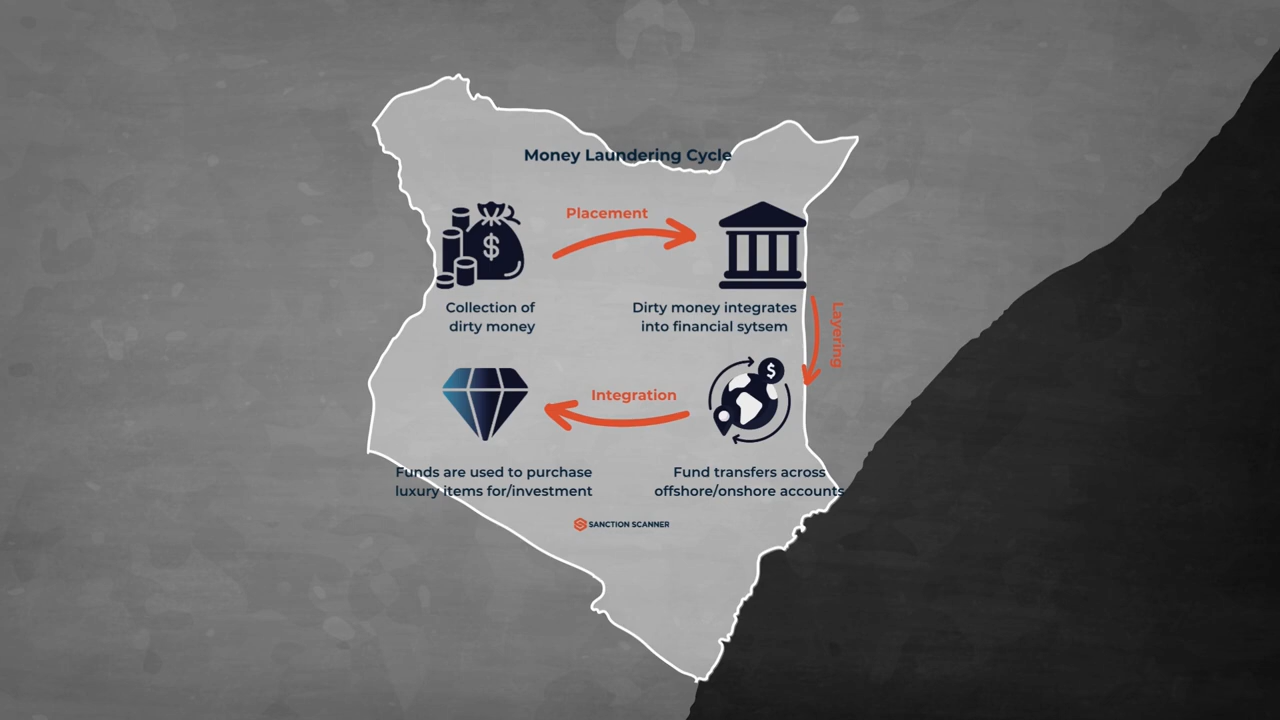 Money Laundering Cycle
Placement
Collection of
dirty money
Dirty money integrates
into financial sytsem
Layering
Integration
Funds are used to purchase
luxury items for/investment
Fund transfers across
offshore/onshore accounts
SANCTION SCANNER